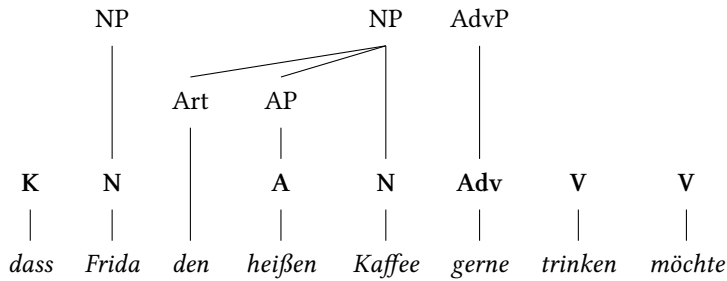 NP NP AdvP
Art AP
K N A N Adv V V
dass Frida den heißen Kaffee gerne trinken möchte